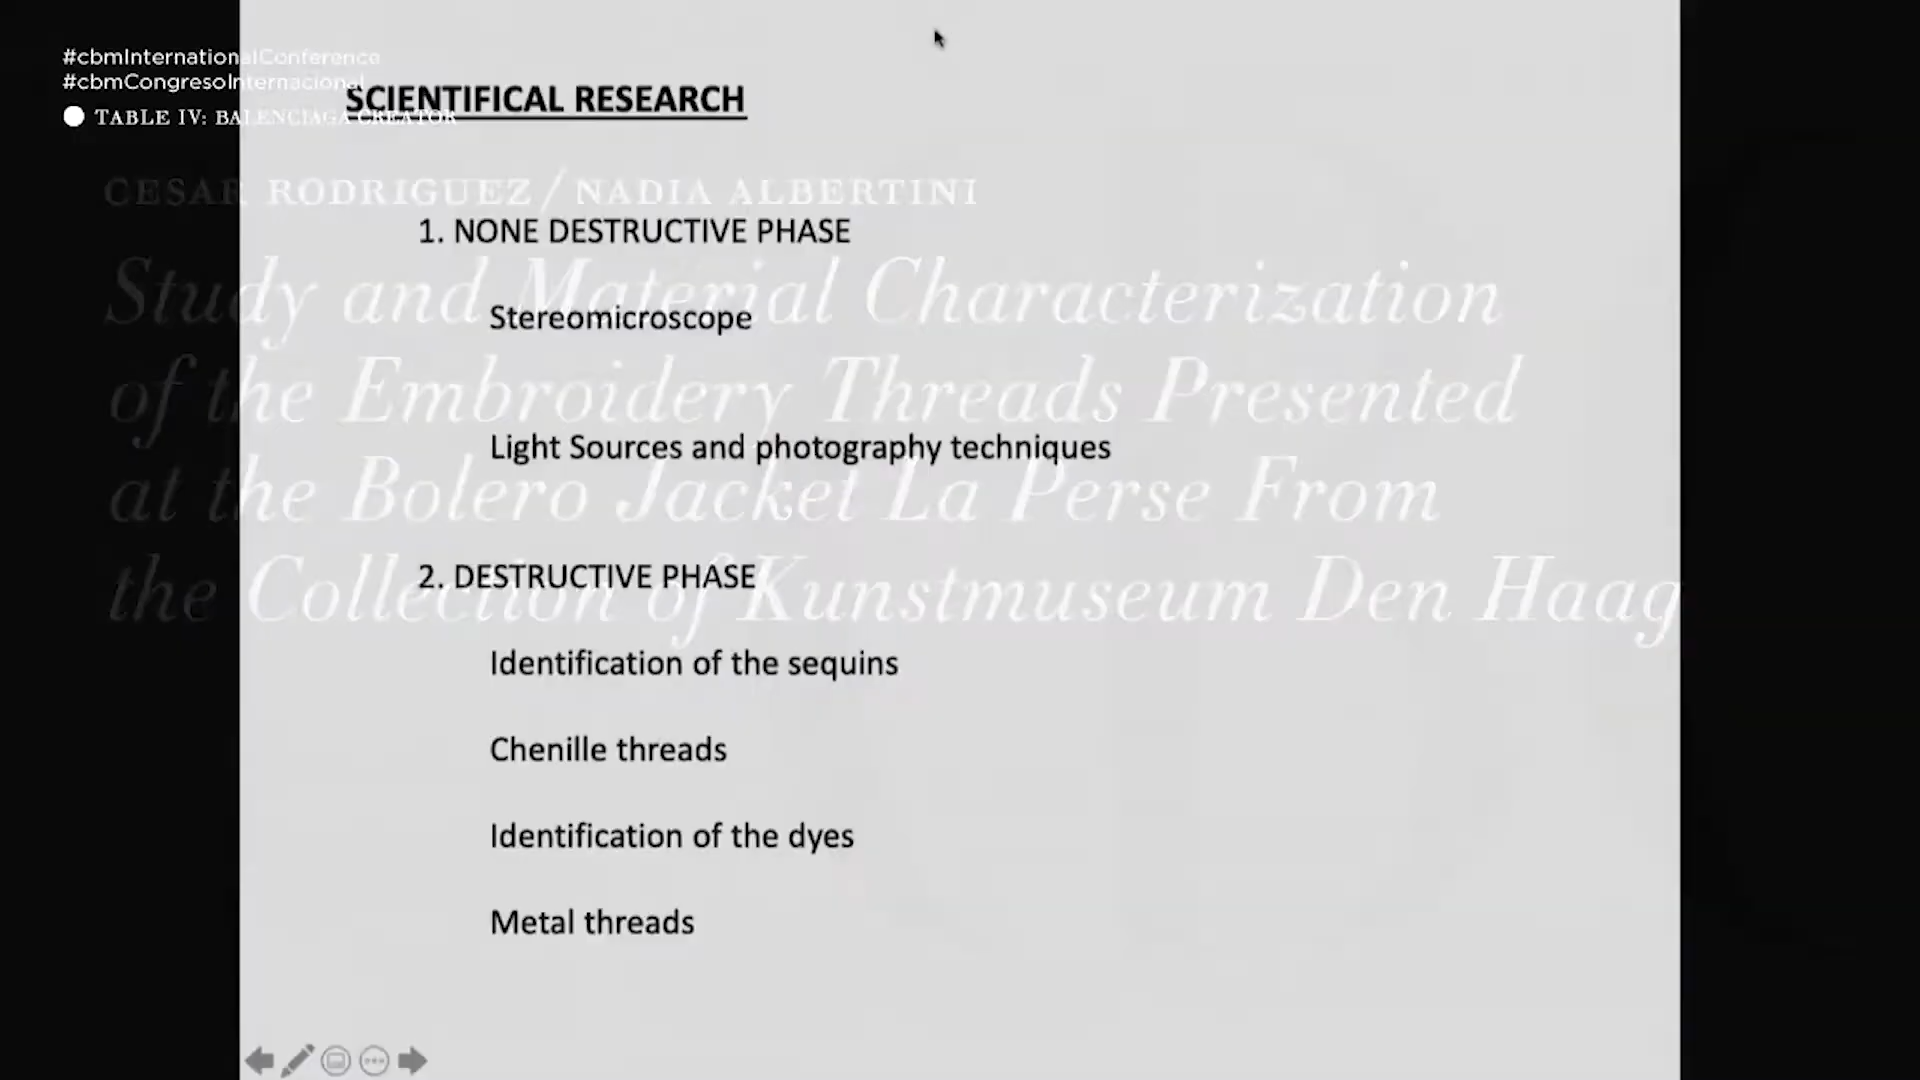 #cbmInternationalConference
#cbmCongresoInternacional
TABLE IV: BALENCIAGA CREATOR
SCIENTIFICAL RESEARCH
CESAR RODRIGUEZ / NADIA ALBERTINI
1. NONE DESTRUCTIVE PHASE
Study and Material Characterization
Stereomicroscope
of the Embroidery Threads Presented
Light Sources and photography techniques
at the Bolero Jacket La Perse From
2. DESTRUCTIVE PHASE
the Collection of Kunstmuseum Den Haag
Identification of the sequins
Chenille threads
Identification of the dyes
Metal threads